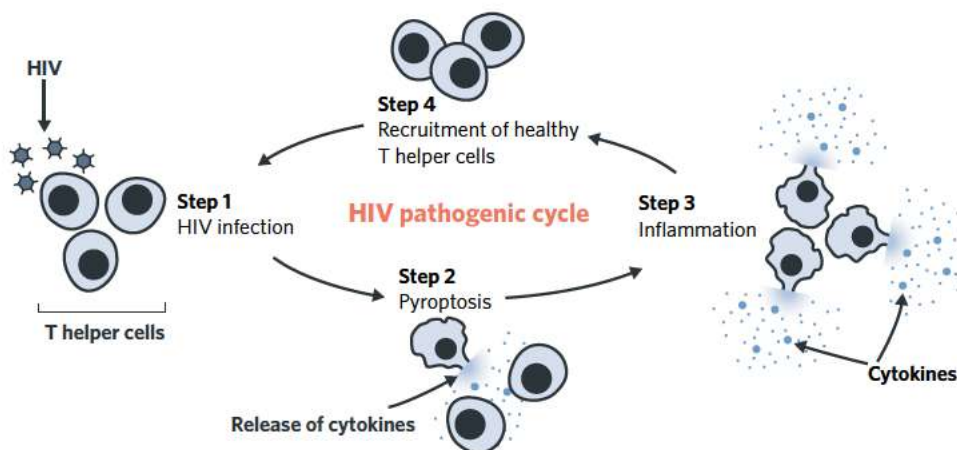 HIV
Step 4
Recruitment of healthy
T helper cells
Step 1
HIV infection
HIV pathogenic cycle
Step 3
Inflammation
Step 2
Pyroptosis
T helper cells
Release of cytokines
Cytokines